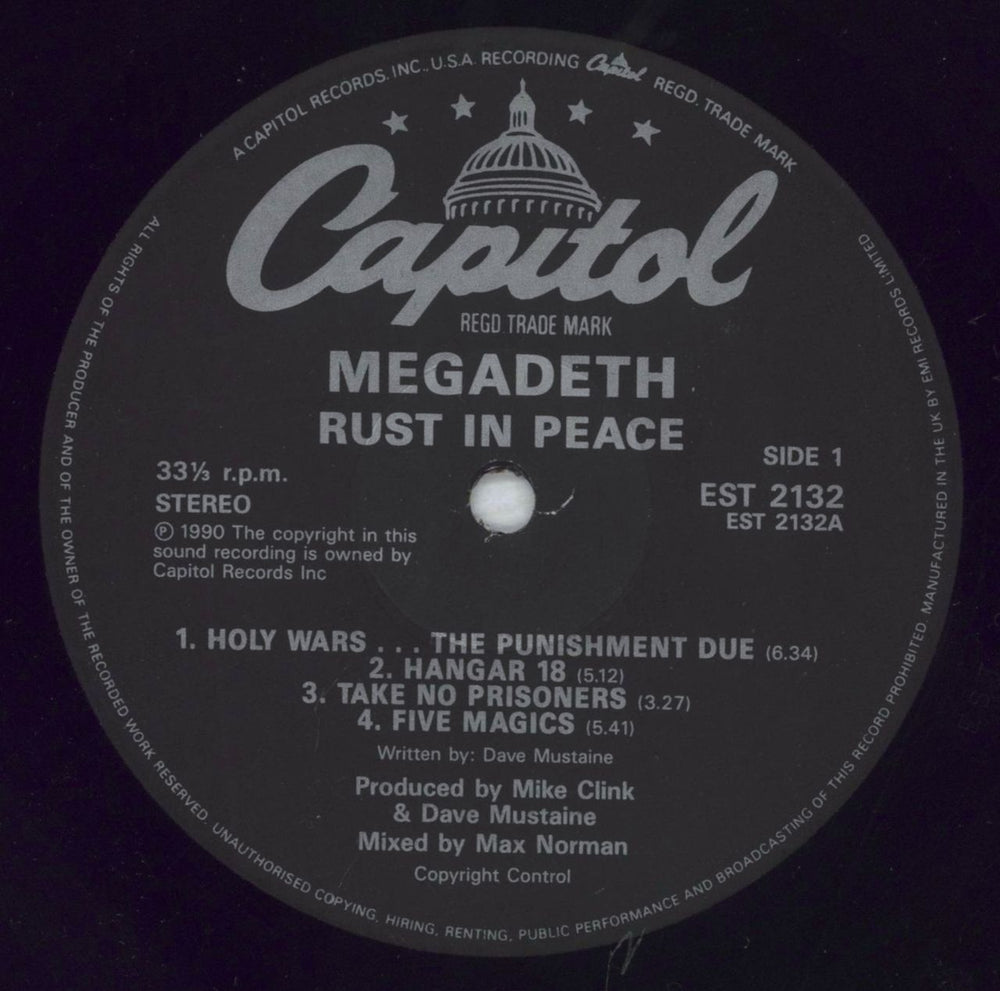 A CAPITOL RECORDS. INC., U.S.A. RECORDING Capitol REGD. TRADE MARK
Capitol
REGD TRADE MARK
MEGADETH
RUST IN PEACE
33⅓ r.p.m.
STEREO
℗ 1990 The copyright in this
sound recording is owned by
Capitol Records Inc
SIDE 1
EST 2132
EST 2132A
1. HOLY WARS . . . THE PUNISHMENT DUE (6.34)
2. HANGAR 18 (5.12)
3. TAKE NO PRISONERS (3.27)
4. FIVE MAGICS (5.41)
Written by: Dave Mustaine
Produced by Mike Clink
& Dave Mustaine
Mixed by Max Norman
Copyright Control
ALL RIGHTS OF THE PRODUCER AND OF THE OWNER OF THE RECORDED WORK RESERVED. UNAUTHORISED COPYING, HIRING, RENTING, PUBLIC PERFORMANCE AND BROADCASTING OF THIS RECORD PROHIBITED. MANUFACTURED IN THE UK BY EMI RECORDS LIMITED